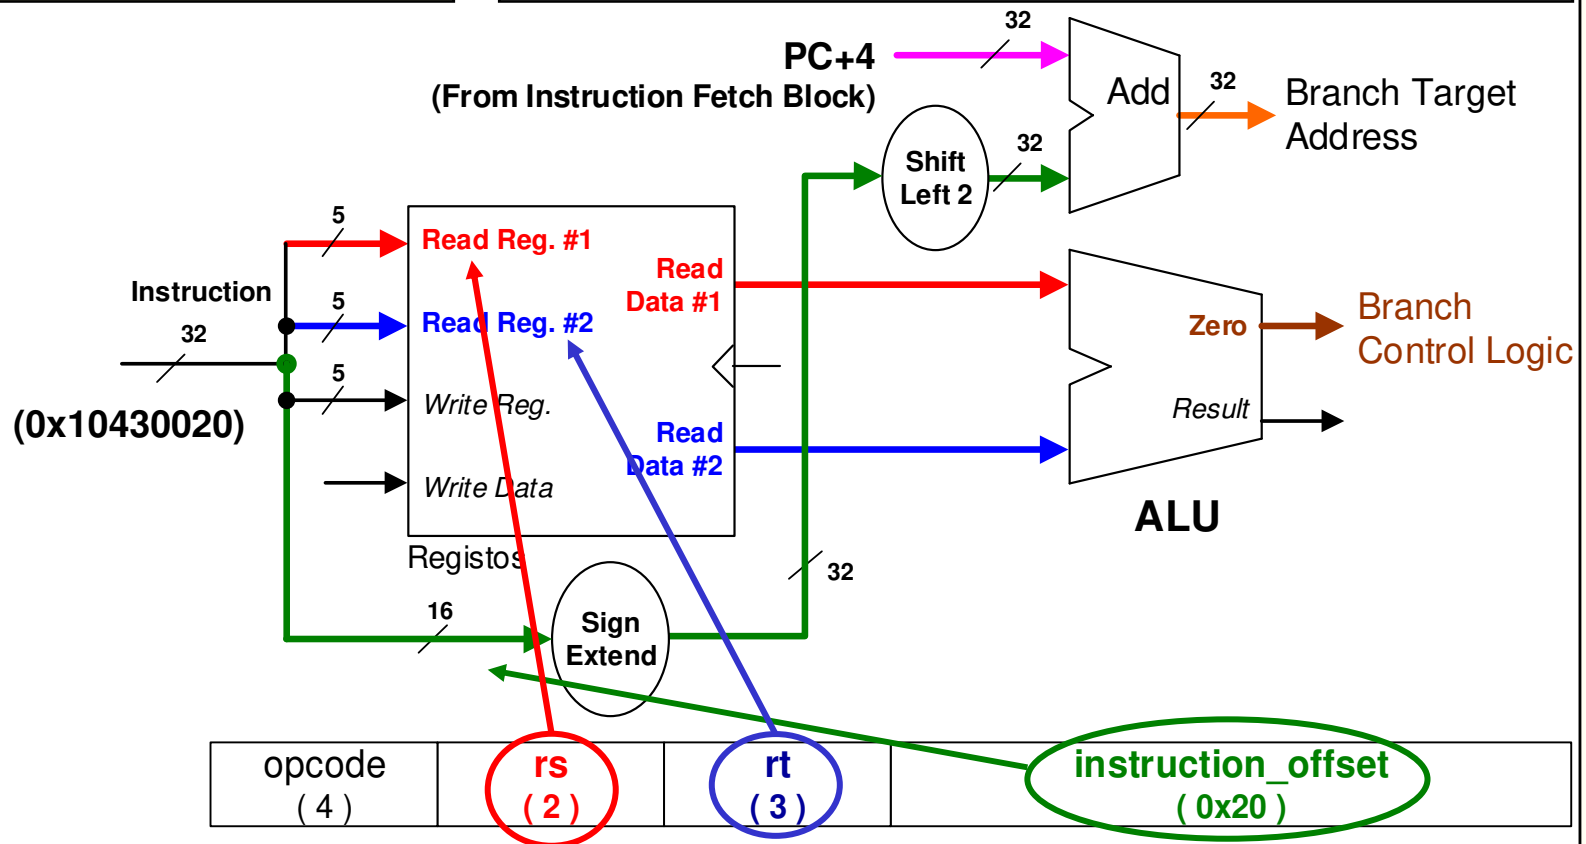 32
PC+4
(From Instruction Fetch Block)
Add
32
Branch Target
Address
Shift
Left 2
32
5
Read Reg. #1
Instruction
32
5
Read Reg. #2
Read
Data #1
Zero
Branch
Control Logic
5
Write Reg.
(0x10430020)
Result
Read
Data #2
Write Data
ALU
Registos
32
16
Sign
Extend
opcode
( 4 )
rs
( 2 )
rt
( 3 )
instruction_offset
( 0x20 )